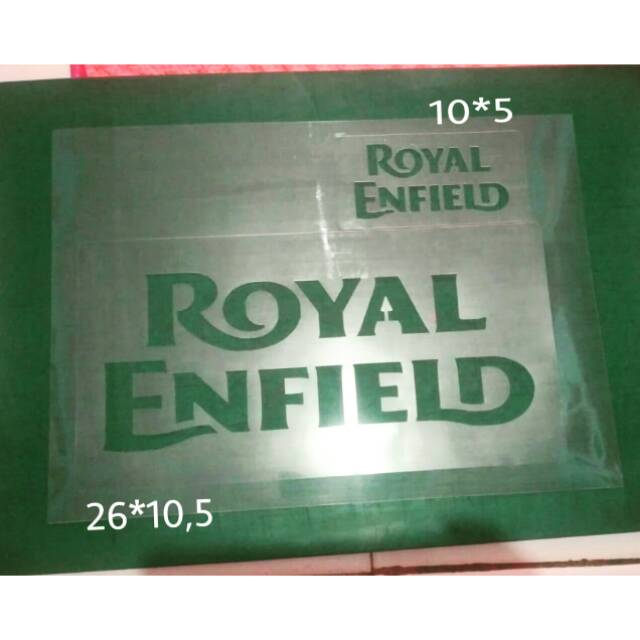 10*5
ROYAL
ENFIELD
ROYAL
ENFIELD
26*10,5